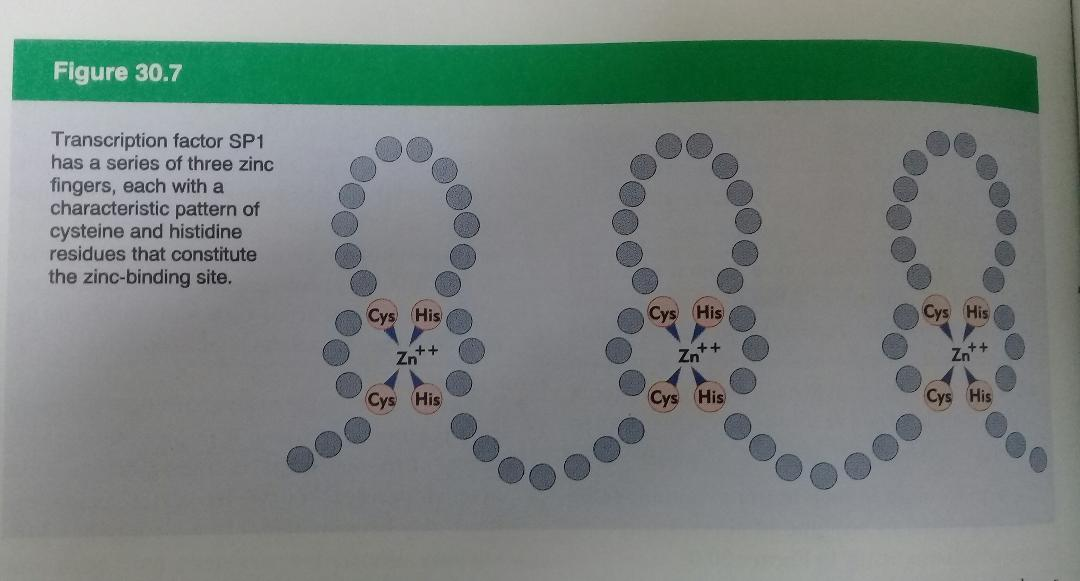 Figure 30.7
Transcription factor SP1
has a series of three zinc
fingers, each with a
characteristic pattern of
cysteine and histidine
residues that constitute
the zinc-binding site.
Cys His Cys His Cys His
Zn++ Zn++ Zn++
Cys His Cys His Cys His